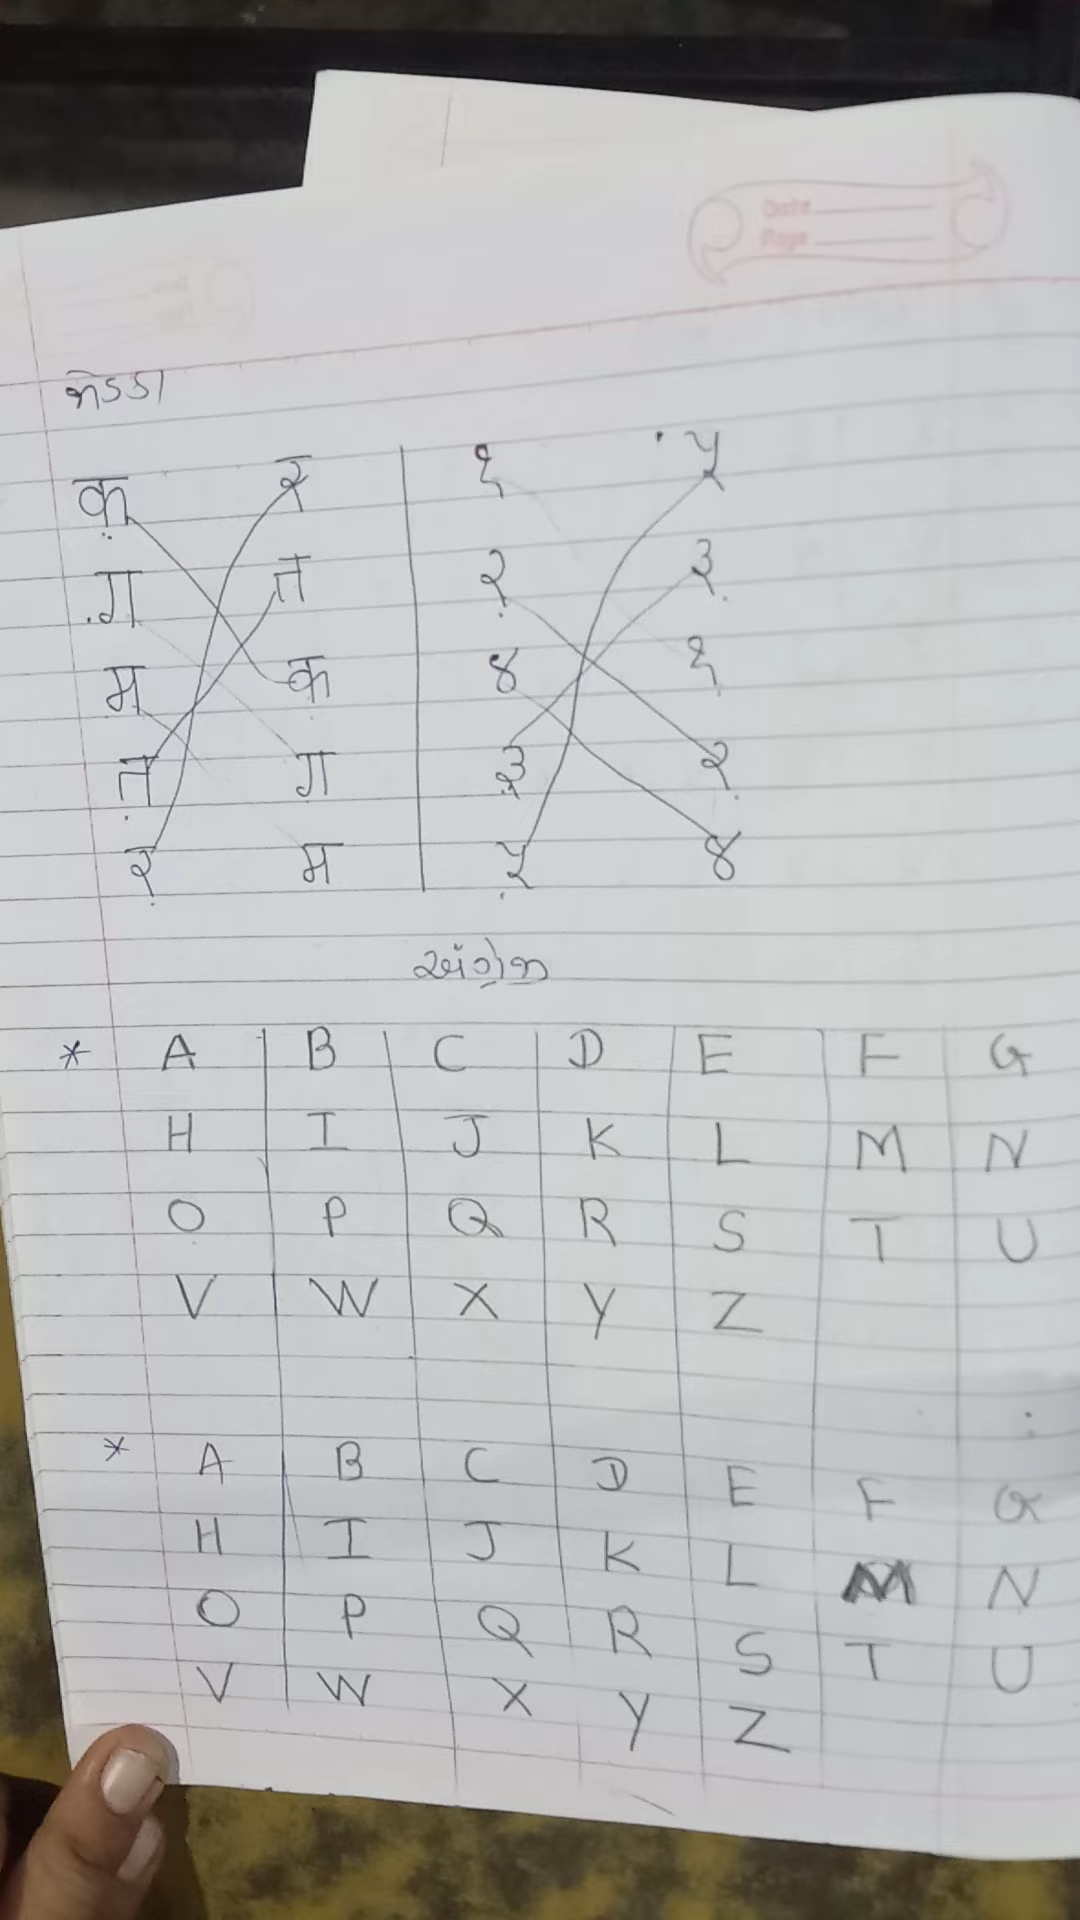 Date
Page
જોડકા
क र १ ५
ग त २ ३
म क ४ १
त ग ३ २
र म ५ ४
* A B C D E F G
H I J K L M N
O P Q R S T U
V W X Y Z
* A B C D E F G
H I J K L M N
O P Q R S T U
V W X Y Z